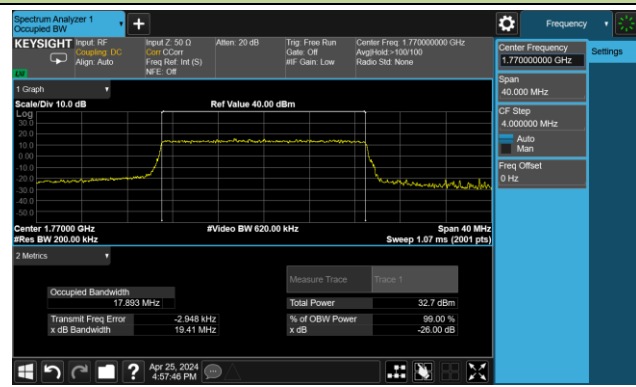 Spectrum Analyzer 1
Occupied BW
Frequency
KEYSIGHT
Input: RF
Coupling: DC
Align: Auto
Input Z: 50 Ω
Corr CCorr
Freq Ref: Int (S)
NFE: Off
Atten: 20 dB
Trig: Free Run
Gate: Off
#IF Gain: Low
Center Freq: 1.770000000 GHz
Avg|Hold:>100/100
Radio Std: None
Center Frequency
1.770000000 GHz
Settings
Span
40.000 MHz
CF Step
4.000000 MHz
Auto
Man
Freq Offset
0 Hz
1 Graph
Scale/Div 10.0 dB
Ref Value 40.00 dBm
Log
30.0
20.0
10.0
0.00
-10.0
-20.0
-30.0
-40.0
-50.0
Center 1.77000 GHz
#Res BW 200.00 kHz
#Video BW 620.00 kHz
Span 40 MHz
Sweep 1.07 ms (2001 pts)
2 Metrics
Measure Trace
Trace 1
Occupied Bandwidth
17.893 MHz
Total Power
32.7 dBm
Transmit Freq Error
-2.948 kHz
% of OBW Power
99.00 %
x dB Bandwidth
19.41 MHz
x dB
-26.00 dB
Apr 25, 2024
4:57:46 PM